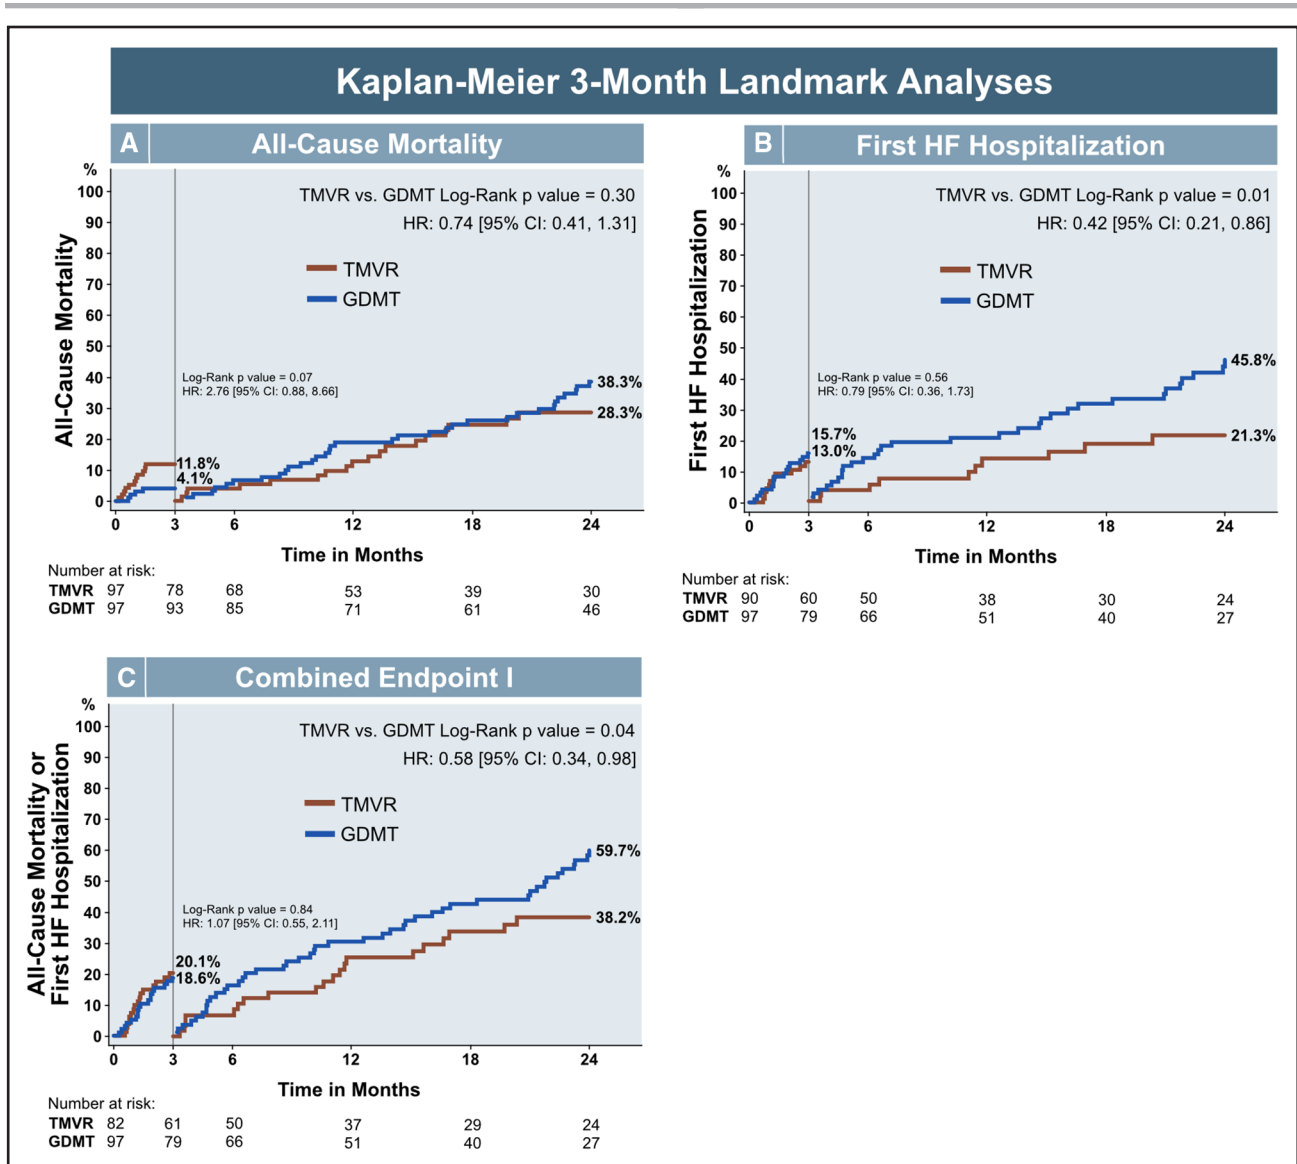 Kaplan-Meier 3-Month Landmark Analyses
A All-Cause Mortality
%
TMVR vs. GDMT Log-Rank p value = 0.30
HR: 0.74 [95% CI: 0.41, 1.31]
TMVR
GDMT
All-Cause Mortality
100
90
80
70
60
50
40
30
20
10
0
Log-Rank p value = 0.07
HR: 2.76 [95% CI: 0.88, 8.66]
38.3%
28.3%
11.8%
4.1%
0 3 6 12 18 24
Time in Months
Number at risk:
TMVR 97 78 68 53 39 30
GDMT 97 93 85 71 61 46
B First HF Hospitalization
%
TMVR vs. GDMT Log-Rank p value = 0.01
HR: 0.42 [95% CI: 0.21, 0.86]
TMVR
GDMT
First HF Hospitalization
100
90
80
70
60
50
40
30
20
10
0
Log-Rank p value = 0.56
HR: 0.79 [95% CI: 0.36, 1.73]
45.8%
21.3%
15.7%
13.0%
0 3 6 12 18 24
Time in Months
Number at risk:
TMVR 90 60 50 38 30 24
GDMT 97 79 66 51 40 27
C Combined Endpoint I
%
TMVR vs. GDMT Log-Rank p value = 0.04
HR: 0.58 [95% CI: 0.34, 0.98]
TMVR
GDMT
All-Cause Mortality or
First HF Hospitalization
100
90
80
70
60
50
40
30
20
10
0
Log-Rank p value = 0.84
HR: 1.07 [95% CI: 0.55, 2.11]
59.7%
38.2%
20.1%
18.6%
0 3 6 12 18 24
Time in Months
Number at risk:
TMVR 82 61 50 37 29 24
GDMT 97 79 66 51 40 27